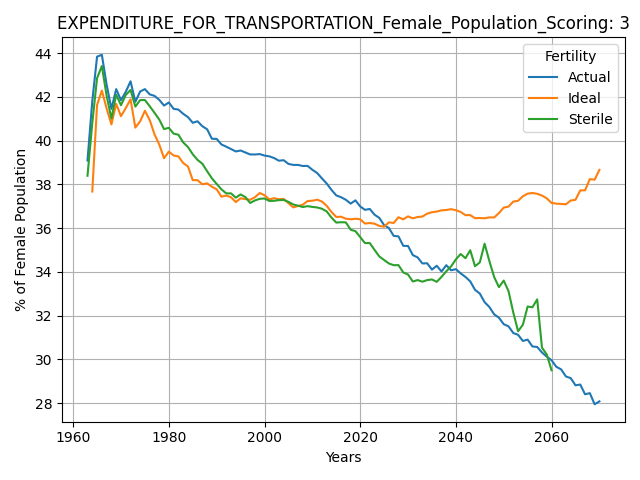 EXPENDITURE_FOR_TRANSPORTATION_Female_Population_Scoring: 3
Fertility
Actual
Ideal
Sterile
% of Female Population
44
42
40
38
36
34
32
30
28
1960 1980 2000 2020 2040 2060
Years